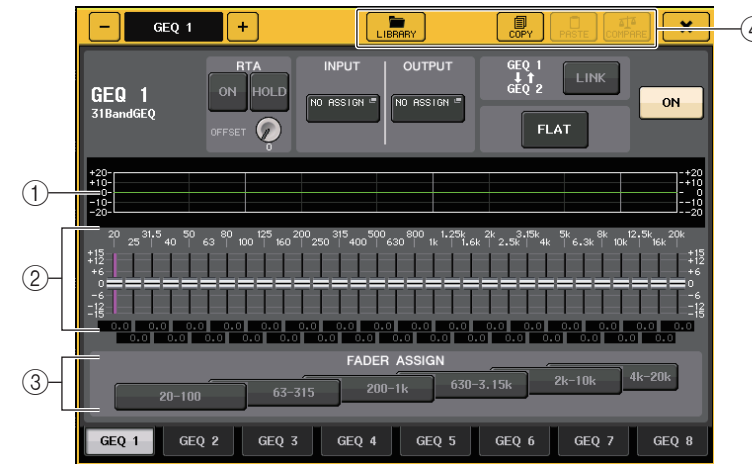 − GEQ 1 +
LIBRARY COPY PASTE COMPARE ×
④
GEQ 1
31BandGEQ
RTA
ON HOLD
OFFSET
0
INPUT OUTPUT
NO ASSIGN NO ASSIGN
GEQ 1
↓↑
GEQ 2
LINK
FLAT
ON
①
+20 +20
+10 +10
0 0
-10 -10
-20 -20
②
20 31.5 50 80 125 200 315 500 800 1.25k 2k 3.15k 5k 8k 12.5k 20k
25 40 63 100 160 250 400 630 1k 1.6k 2.5k 4k 6.3k 10k 16k
+15 +15
+12 +12
+6 +6
0 0
-6 -6
-12 -12
-15 -15
0.0 0.0 0.0 0.0 0.0 0.0 0.0 0.0 0.0 0.0 0.0 0.0 0.0 0.0 0.0 0.0
0.0 0.0 0.0 0.0 0.0 0.0 0.0 0.0 0.0 0.0 0.0 0.0 0.0 0.0 0.0
③
FADER ASSIGN
20-100 63-315 200-1k 630-3.15k 2k-10k 4k-20k
GEQ 1 GEQ 2 GEQ 3 GEQ 4 GEQ 5 GEQ 6 GEQ 7 GEQ 8